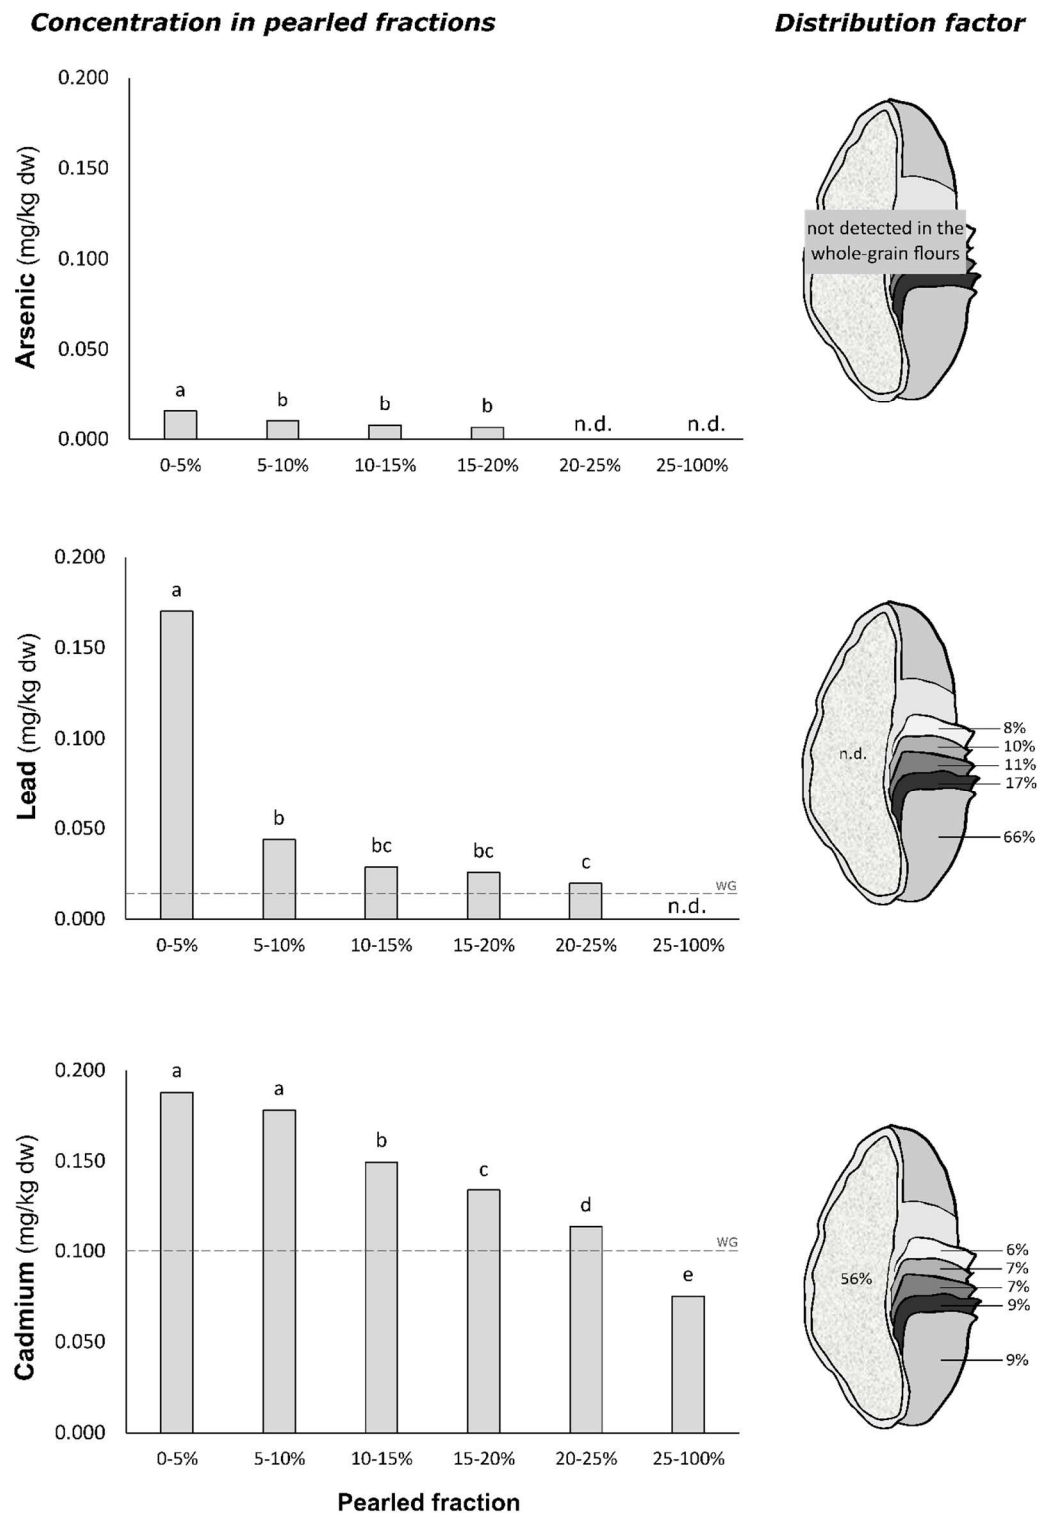 Concentration in pearled fractions
Distribution factor
Arsenic (mg/kg dw)
0.200
0.150
0.100
0.050
0.000
a
b
b
b
n.d.
n.d.
0-5%
5-10%
10-15%
15-20%
20-25%
25-100%
not detected in the
whole-grain flours
Lead (mg/kg dw)
0.200
0.150
0.100
0.050
0.000
a
b
bc
bc
c
WG
n.d.
0-5%
5-10%
10-15%
15-20%
20-25%
25-100%
n.d.
8%
10%
11%
17%
66%
Cadmium (mg/kg dw)
0.200
0.150
0.100
0.050
0.000
a
a
b
c
d
WG
e
0-5%
5-10%
10-15%
15-20%
20-25%
25-100%
56%
6%
7%
7%
9%
9%
Pearled fraction